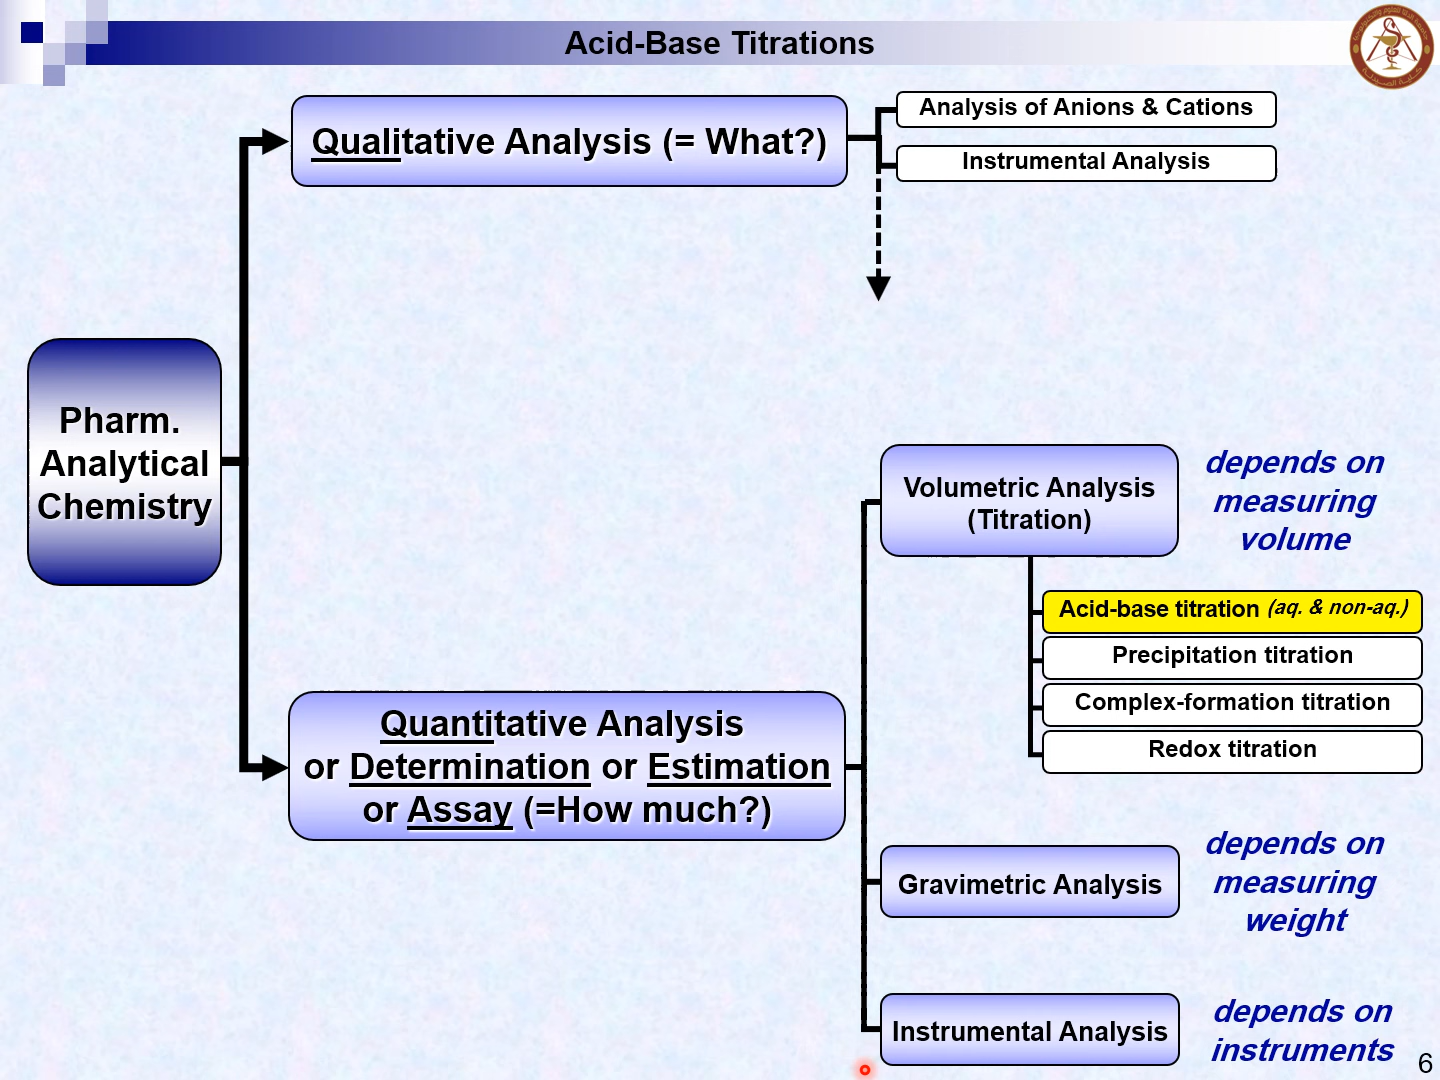 Acid-Base Titrations
Qualitative Analysis (= What?)
Analysis of Anions & Cations
Instrumental Analysis
Pharm.
Analytical
Chemistry
Quantitative Analysis
or Determination or Estimation
or Assay (=How much?)
Volumetric Analysis
(Titration)
depends on
measuring
volume
Acid-base titration (aq. & non-aq.)
Precipitation titration
Complex-formation titration
Redox titration
Gravimetric Analysis
depends on
measuring
weight
Instrumental Analysis
depends on
instruments
6